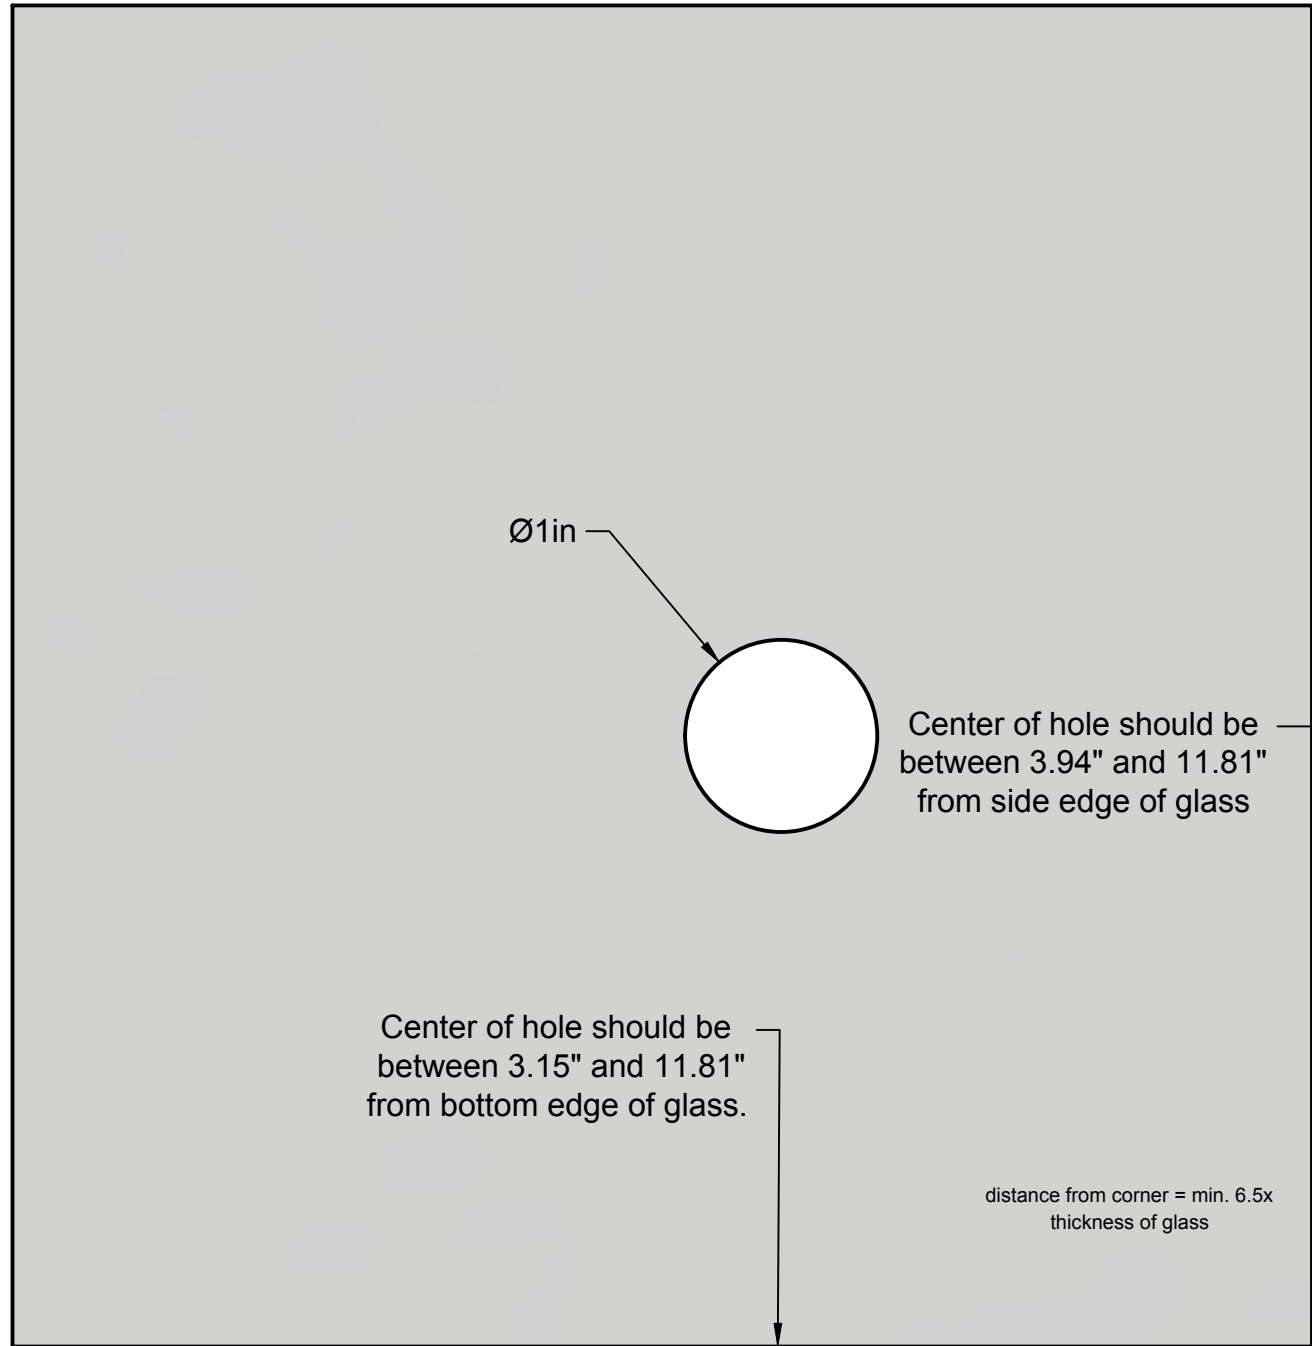 Ø1in
Center of hole should be
between 3.94" and 11.81"
from side edge of glass
Center of hole should be
between 3.15" and 11.81"
from bottom edge of glass.
distance from corner = min. 6.5x
thickness of glass